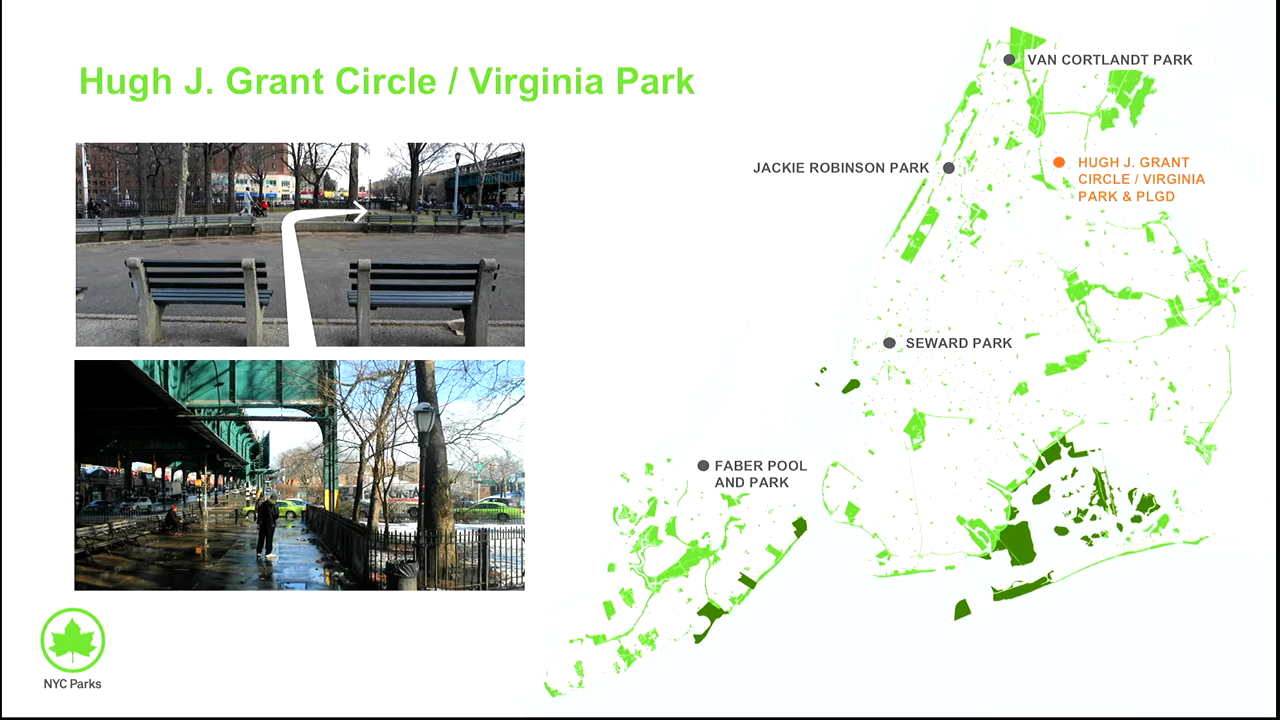 Hugh J. Grant Circle / Virginia Park
VAN CORTLANDT PARK
JACKIE ROBINSON PARK
HUGH J. GRANT
CIRCLE / VIRGINIA
PARK & PLGD
SEWARD PARK
FABER POOL
AND PARK
NYC Parks